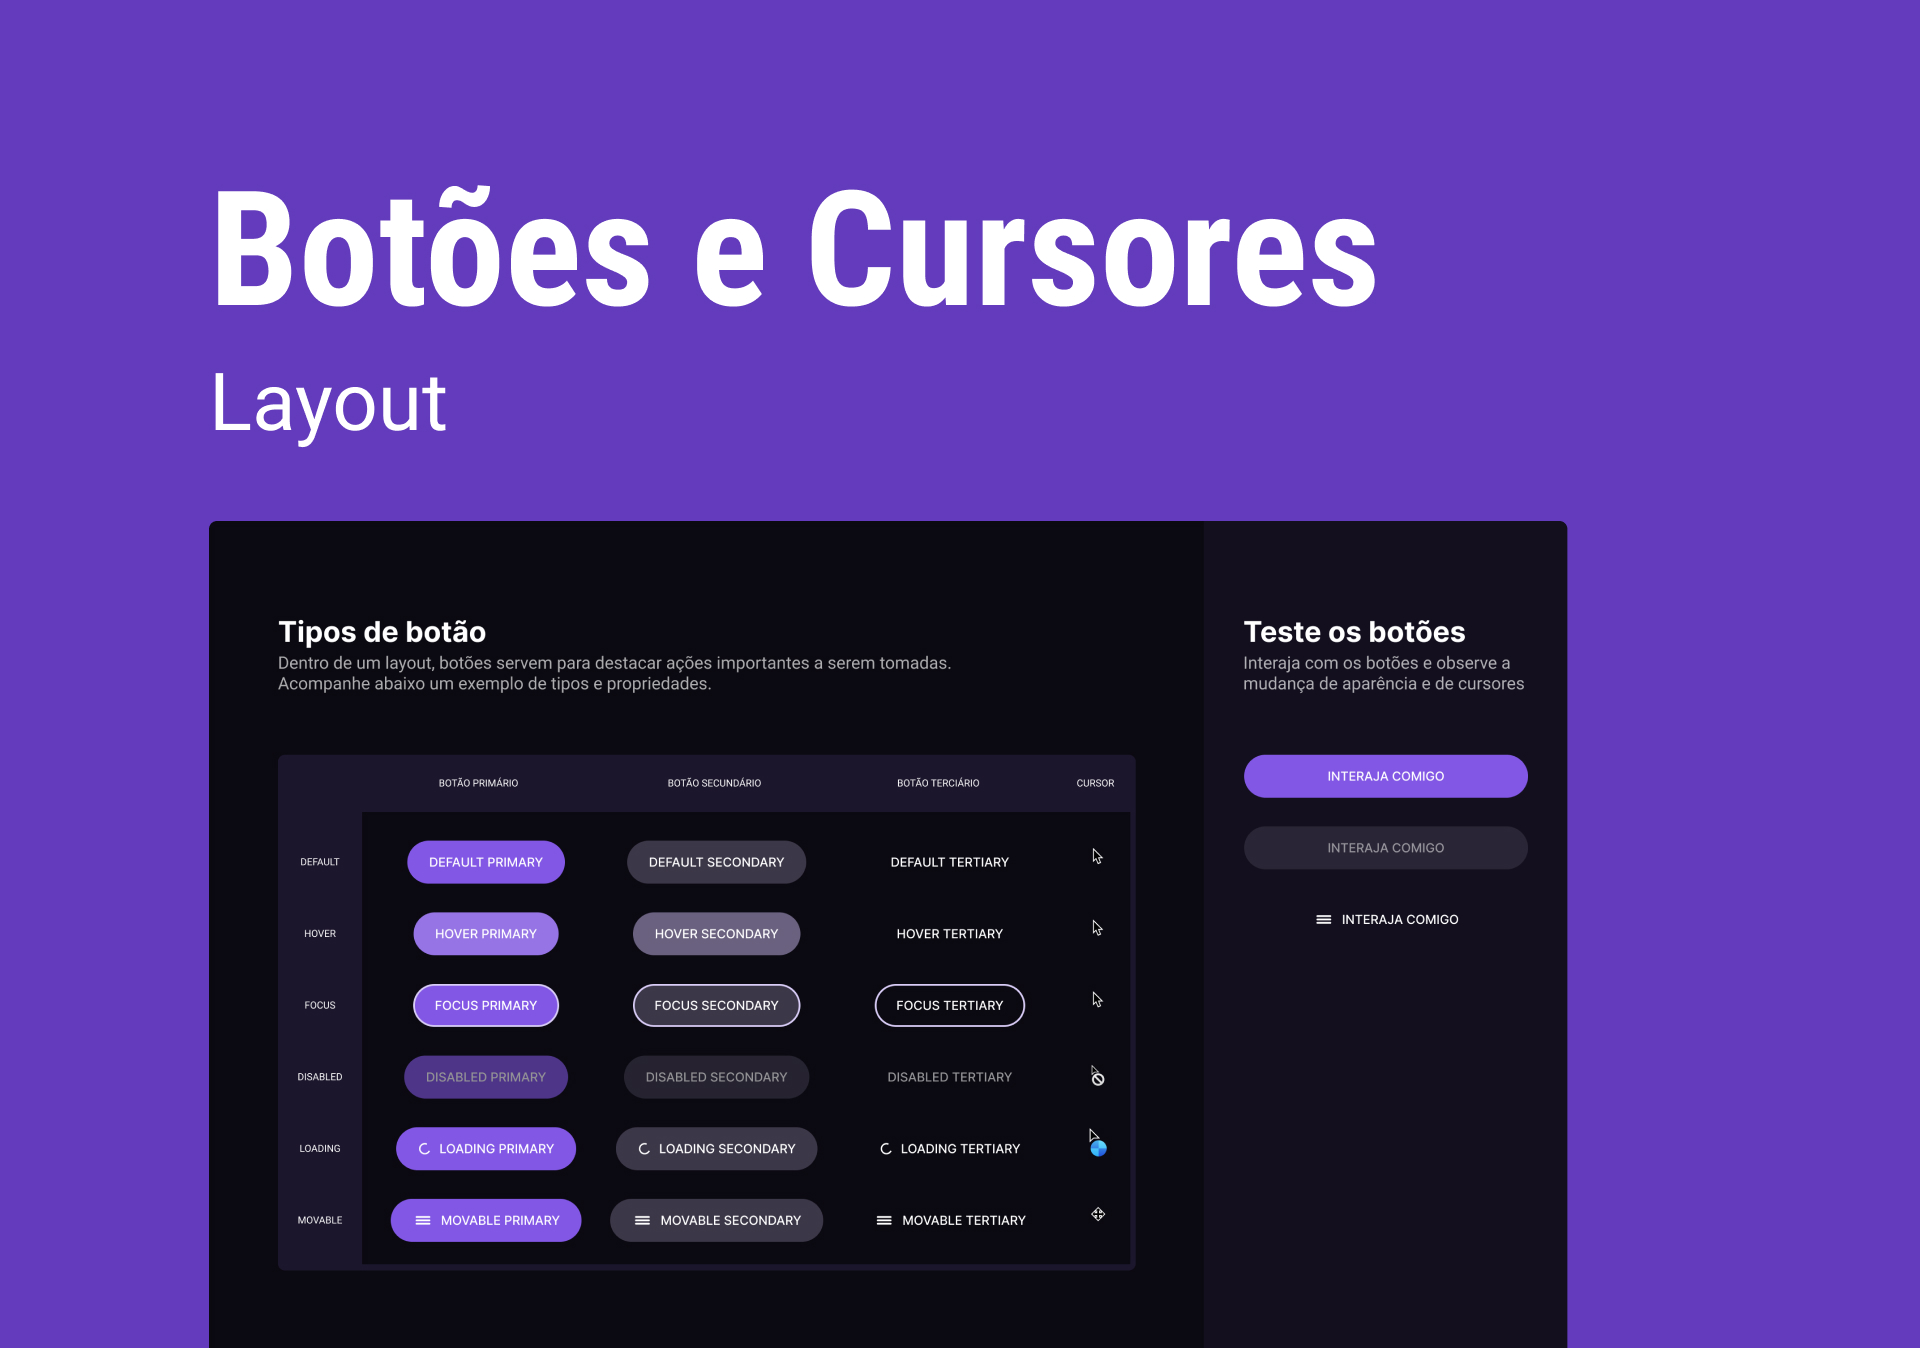 Botões e Cursores
Layout
Tipos de botão
Dentro de um layout, botões servem para destacar ações importantes a serem tomadas.
Acompanhe abaixo um exemplo de tipos e propriedades.
BOTÃO PRIMÁRIO BOTÃO SECUNDÁRIO BOTÃO TERCIÁRIO CURSOR
DEFAULT DEFAULT PRIMARY DEFAULT SECONDARY DEFAULT TERTIARY
HOVER HOVER PRIMARY HOVER SECONDARY HOVER TERTIARY
FOCUS FOCUS PRIMARY FOCUS SECONDARY FOCUS TERTIARY
DISABLED DISABLED PRIMARY DISABLED SECONDARY DISABLED TERTIARY
LOADING LOADING PRIMARY LOADING SECONDARY LOADING TERTIARY
MOVABLE MOVABLE PRIMARY MOVABLE SECONDARY MOVABLE TERTIARY
Teste os botões
Interaja com os botões e observe a
mudança de aparência e de cursores
INTERAJA COMIGO
INTERAJA COMIGO
INTERAJA COMIGO